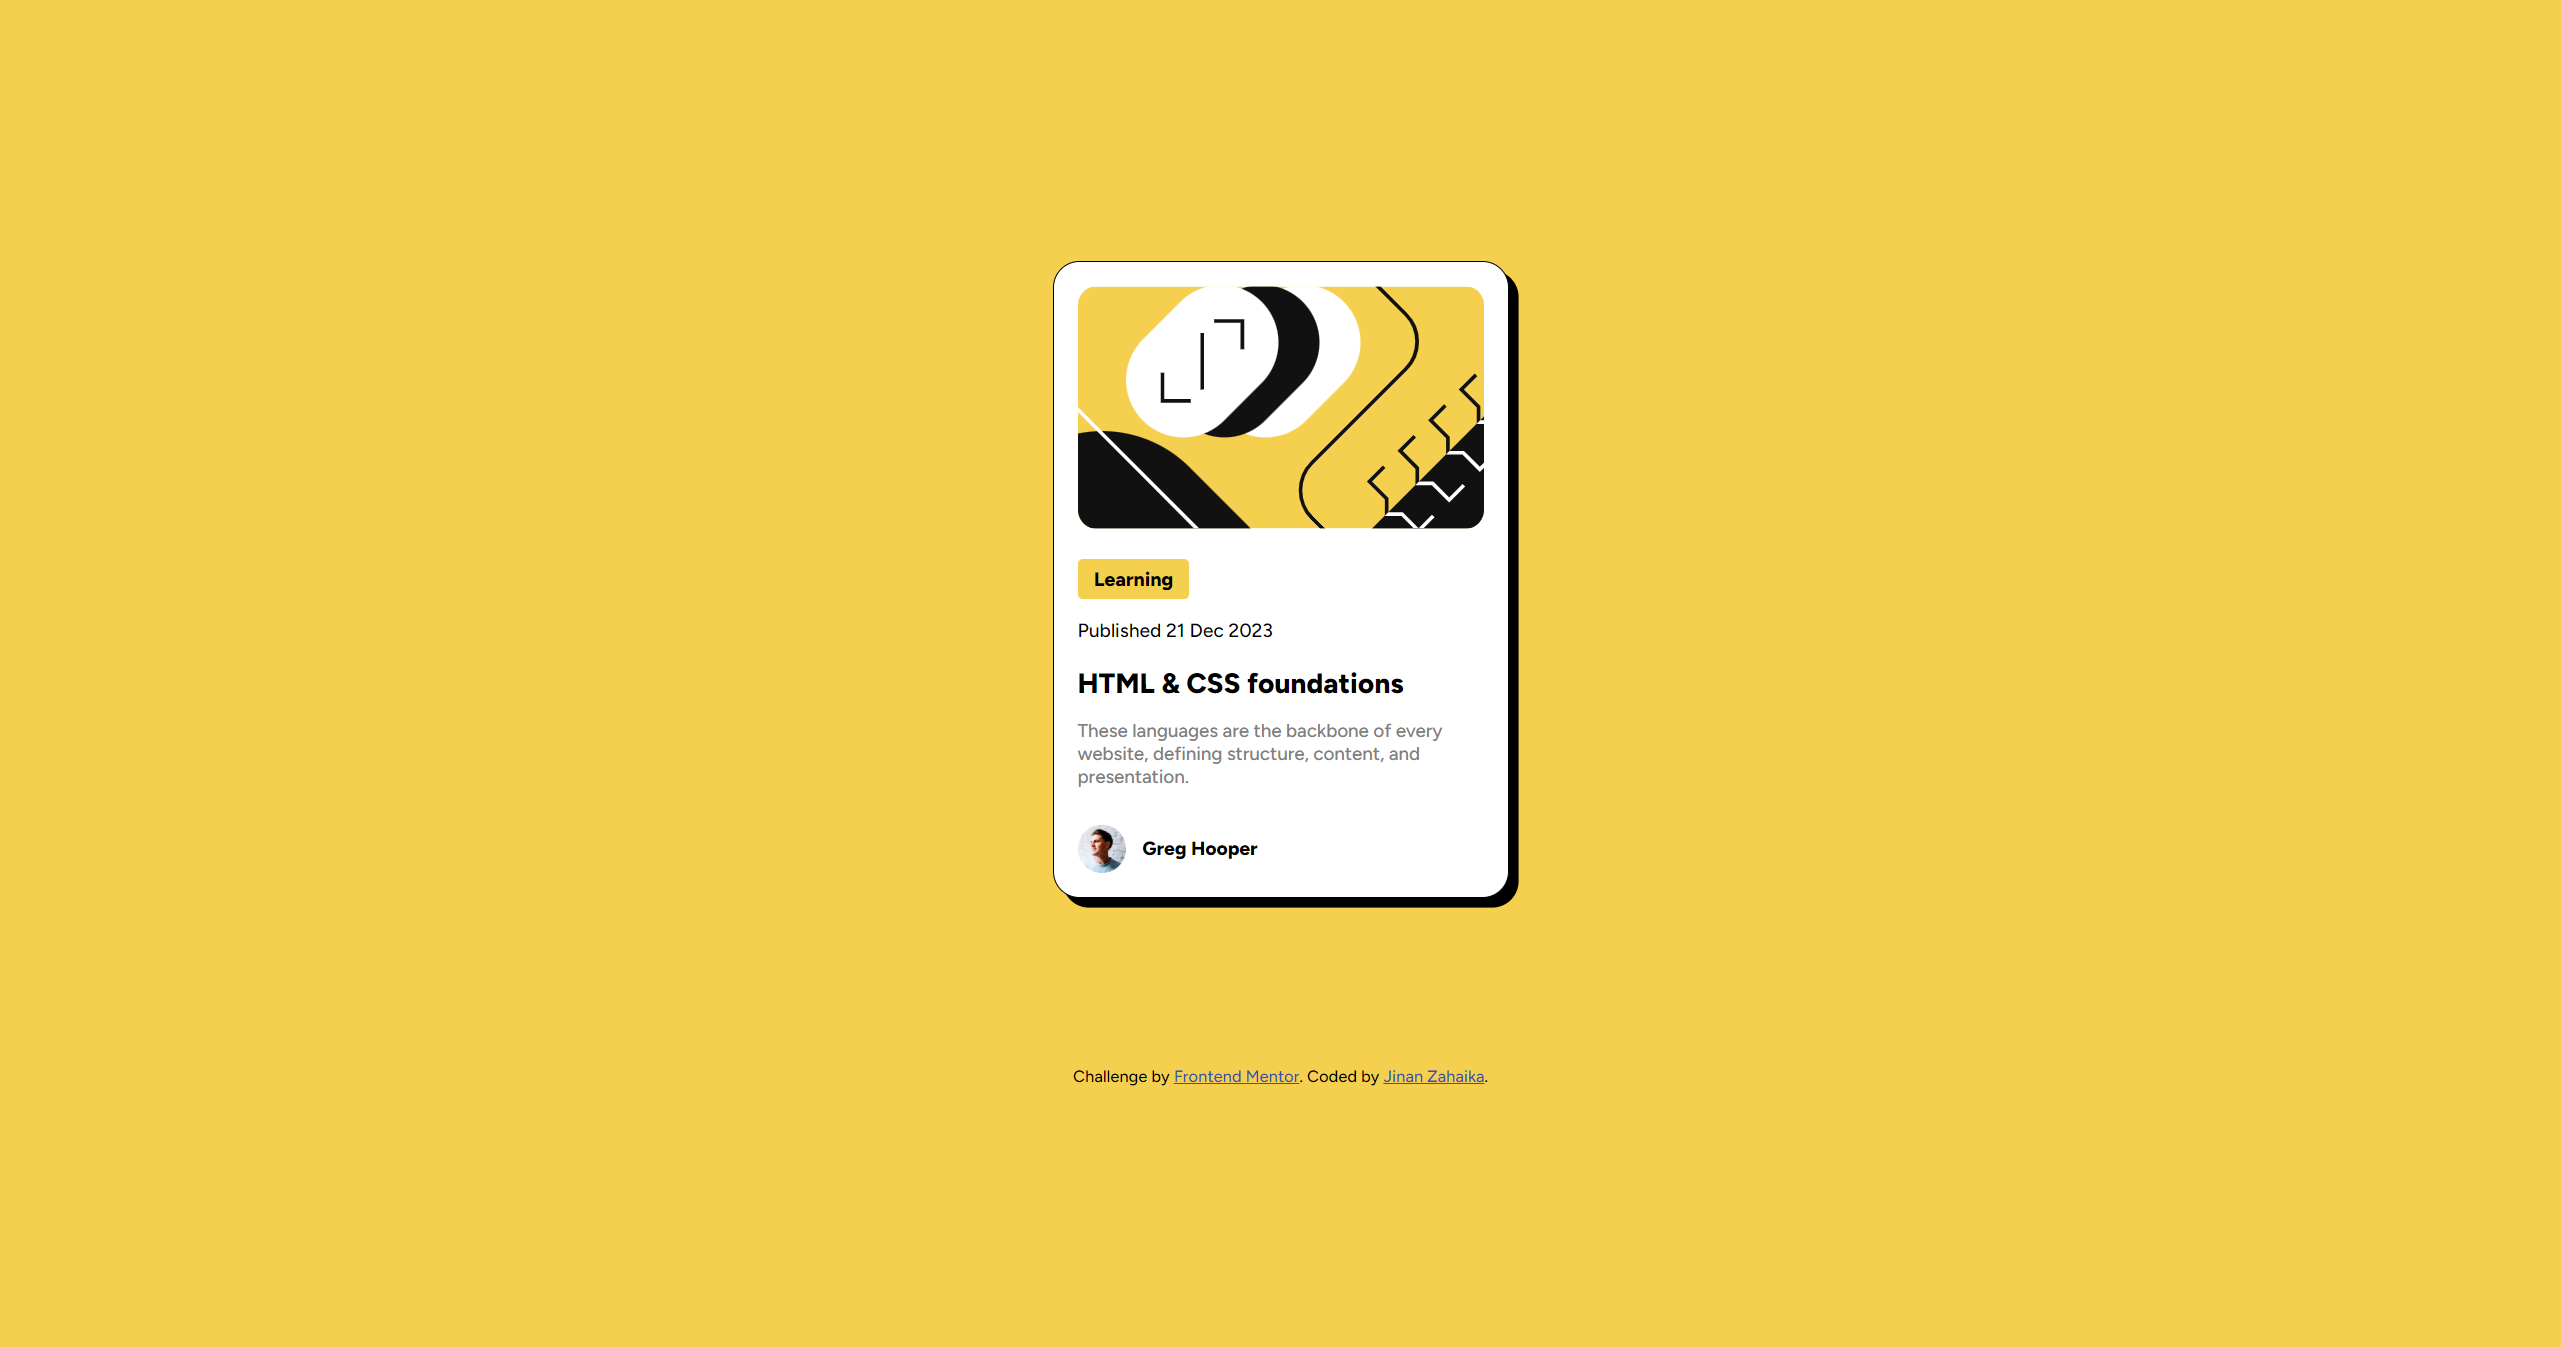 Learning
Published 21 Dec 2023
HTML & CSS foundations
These languages are the backbone of every
website, defining structure, content, and
presentation.
Greg Hooper
Challenge by Frontend Mentor. Coded by Jinan Zahaika.